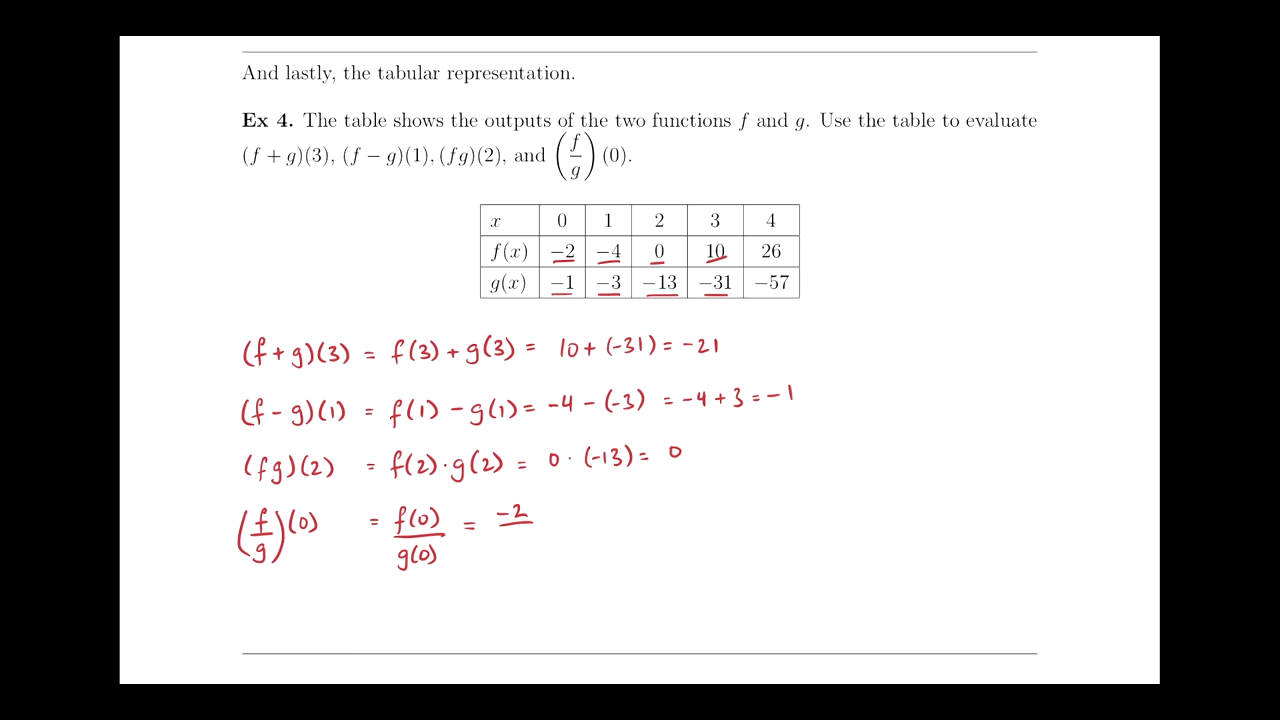 And lastly, the tabular representation.
Ex 4. The table shows the outputs of the two functions f and g. Use the table to evaluate
(f + g)(3), (f − g)(1), (fg)(2), and (f/g)(0).
x 0 1 2 3 4
f(x) −2 −4 0 10 26
g(x) −1 −3 −13 −31 −57
(f+g)(3) = f(3) + g(3) = 10 + (-31) = -21
(f-g)(1) = f(1) - g(1) = -4 - (-3) = -4 + 3 = -1
(fg)(2) = f(2) · g(2) = 0 · (-13) = 0
(f/g)(0) = f(0)/g(0) = -2/